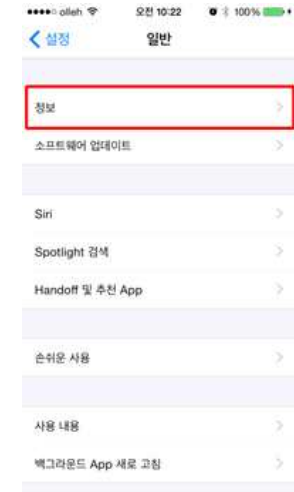 olleh 오전 10:22 100%
설정 일반
정보
소프트웨어 업데이트
Siri
Spotlight 검색
Handoff 및 추천 App
손쉬운 사용
사용 내용
백그라운드 App 새로 고침